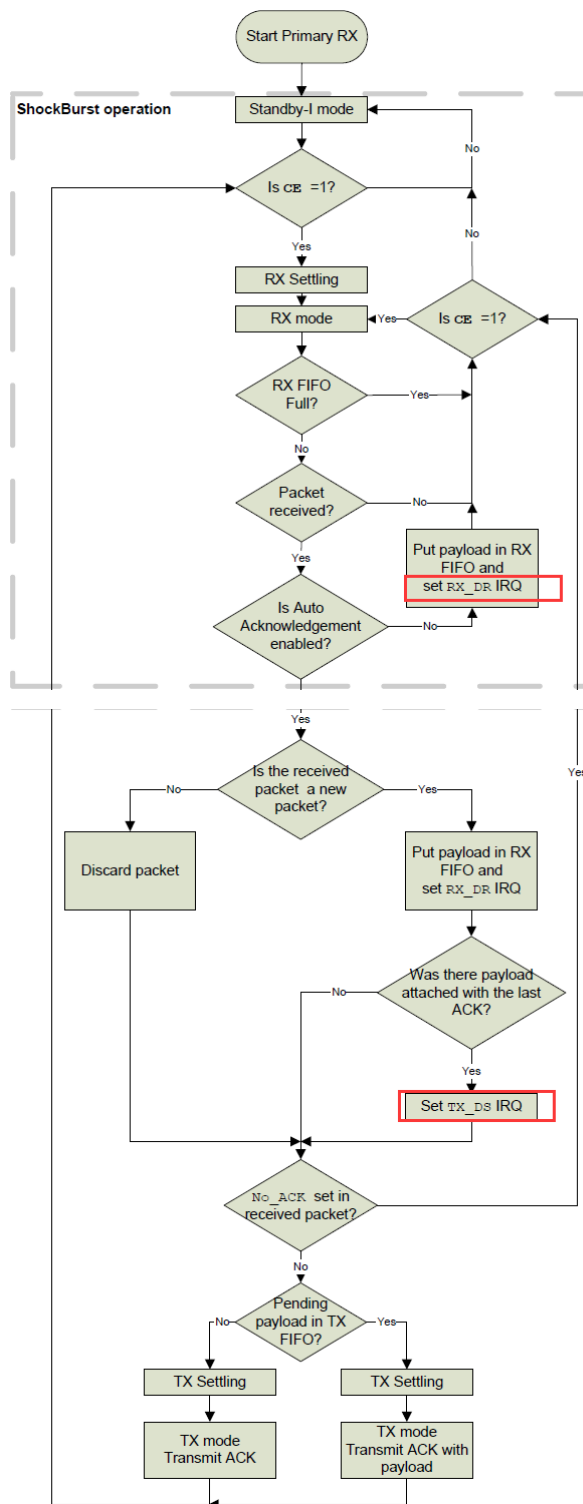 Start Primary RX
ShockBurst operation
Standby-I mode
No
Is CE =1?
No
Yes
RX Settling
RX mode
Yes
Is CE =1?
RX FIFO
Full?
Yes
No
Packet
received?
No
Put payload in RX
FIFO and
set RX_DR IRQ
Yes
Is Auto
Acknowledgement
enabled?
No
Yes
Is the received
packet a new
packet?
No
Yes
Yes
Discard packet
Put payload in RX
FIFO and
set RX_DR IRQ
Was there payload
attached with the last
ACK?
No
Yes
Set TX_DS IRQ
No_ACK set in
received packet?
No
Pending
payload in TX
FIFO?
No
Yes
TX Settling
TX Settling
TX mode
Transmit ACK
TX mode
Transmit ACK with
payload